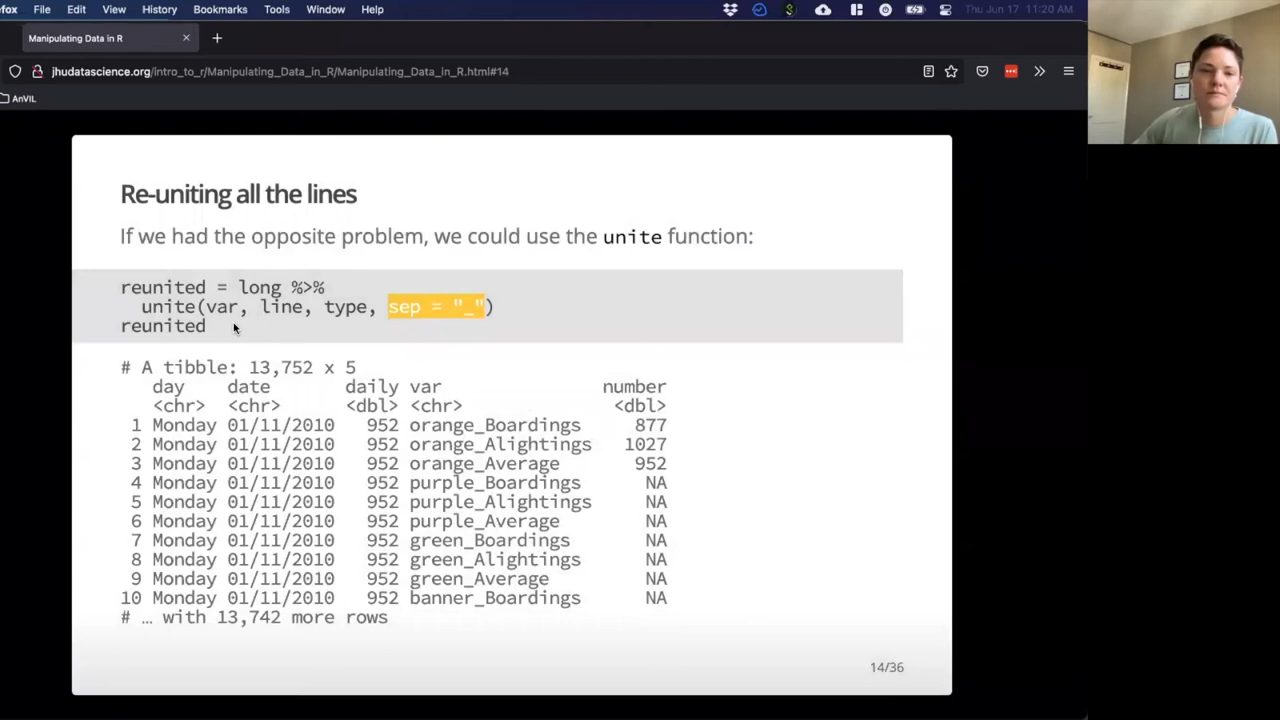 efox File Edit View History Bookmarks Tools Window Help Thu Jun 17 11:20 AM
Manipulating Data in R
jhudatascience.org/intro_to_r/Manipulating_Data_in_R/Manipulating_Data_in_R.html#14
AnVIL
Re-uniting all the lines
If we had the opposite problem, we could use the unite function:
reunited = long %>%
unite(var, line, type, sep = "_")
reunited
# A tibble: 13,752 x 5
day date daily var number
<chr> <chr> <dbl> <chr> <dbl>
1 Monday 01/11/2010 952 orange_Boardings 877
2 Monday 01/11/2010 952 orange_Alightings 1027
3 Monday 01/11/2010 952 orange_Average 952
4 Monday 01/11/2010 952 purple_Boardings NA
5 Monday 01/11/2010 952 purple_Alightings NA
6 Monday 01/11/2010 952 purple_Average NA
7 Monday 01/11/2010 952 green_Boardings NA
8 Monday 01/11/2010 952 green_Alightings NA
9 Monday 01/11/2010 952 green_Average NA
10 Monday 01/11/2010 952 banner_Boardings NA
# … with 13,742 more rows
14/36